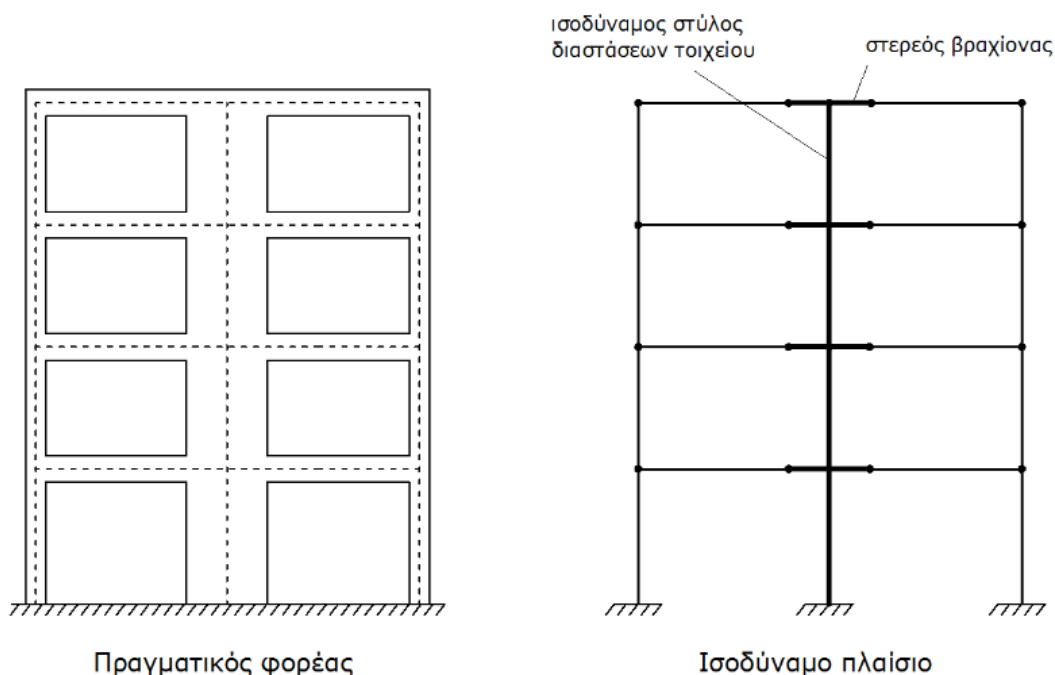 ισοδύναμος στύλος
διαστάσεων τοιχείου
στερεός βραχίονας
Πραγματικός φορέας
Ισοδύναμο πλαίσιο